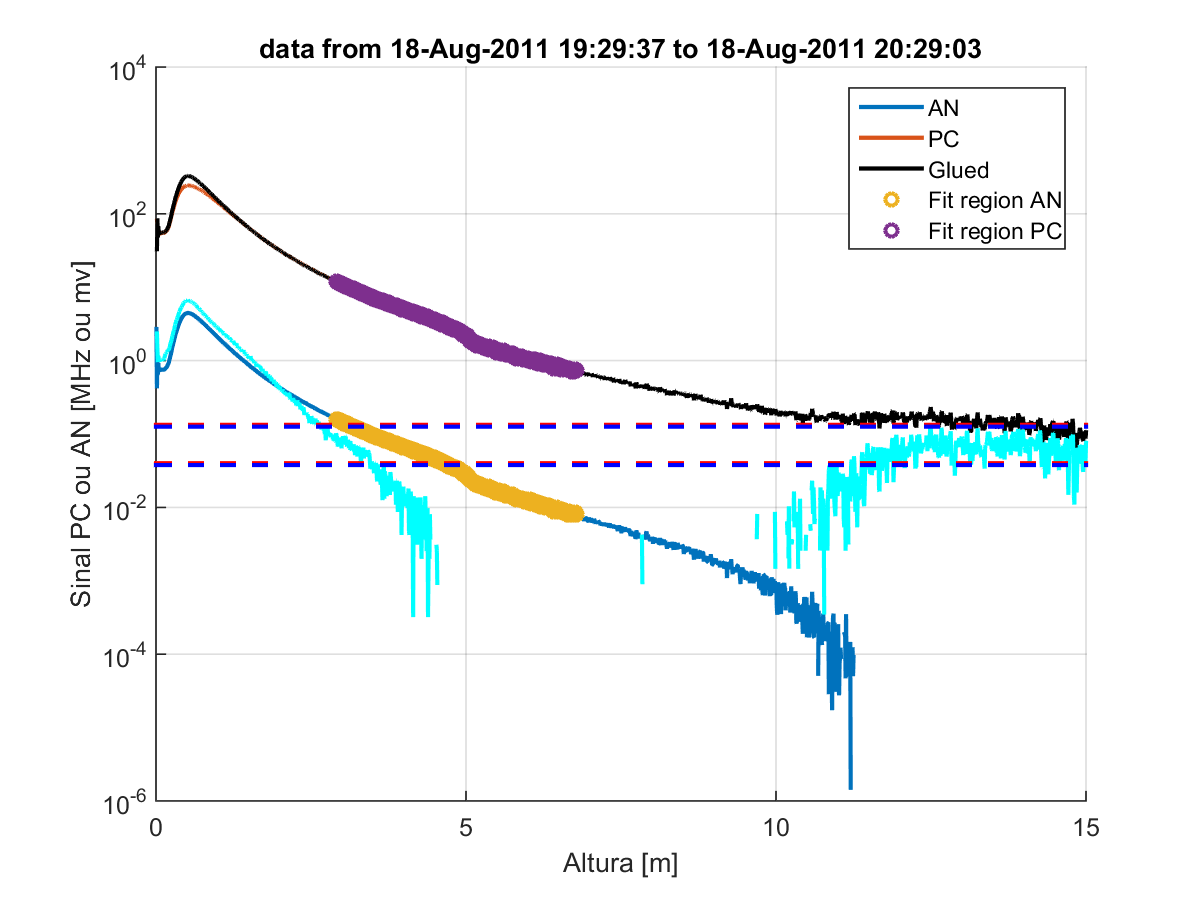 data from 18-Aug-2011 19:29:37 to 18-Aug-2011 20:29:03
10^4
10^2
10^0
10^-2
10^-4
10^-6
Sinal PC ou AN [MHz ou mv]
AN
PC
Glued
Fit region AN
Fit region PC
0
5
10
15
Altura [m]